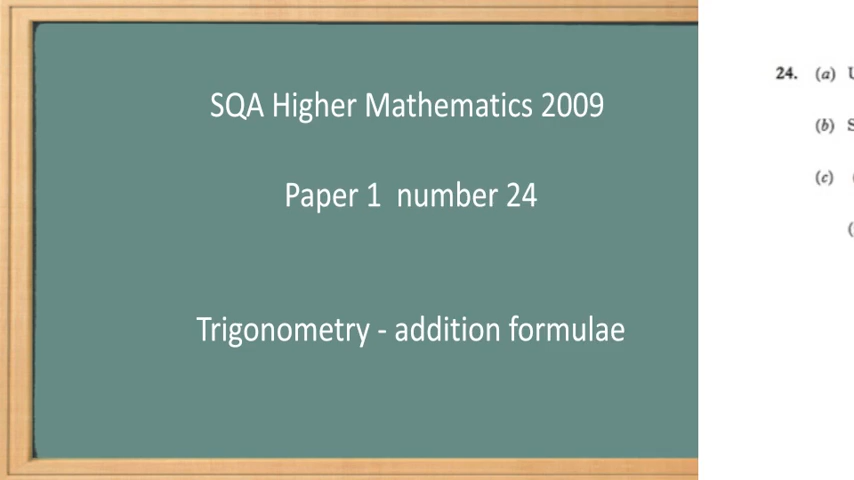 SQA Higher Mathematics 2009
Paper 1 number 24
Trigonometry - addition formulae
24. (a)
(b) S
(c)